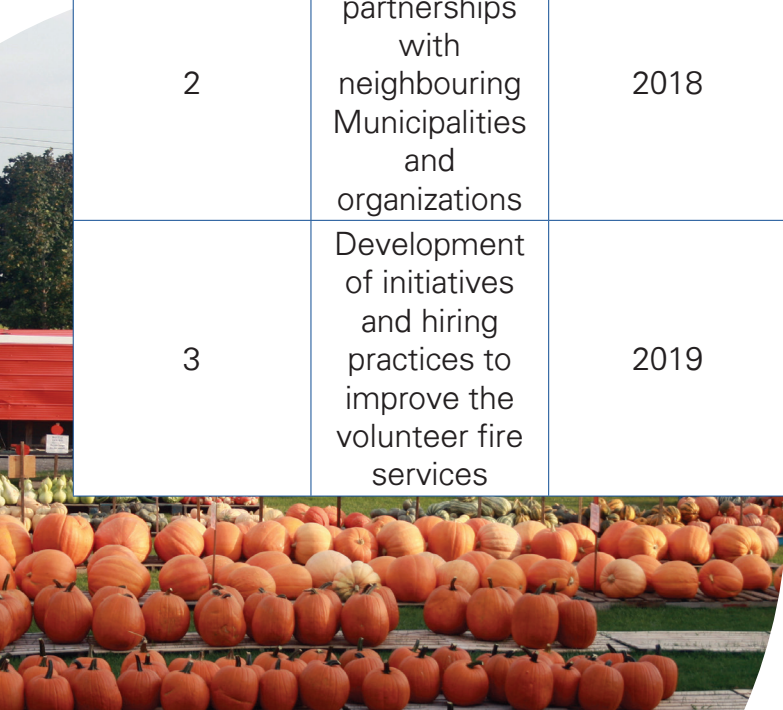 partnerships
with
2
neighbouring
2018
Municipalities
and
organizations
Development
of initiatives
and hiring
3
practices to
2019
improve the
volunteer fire
services